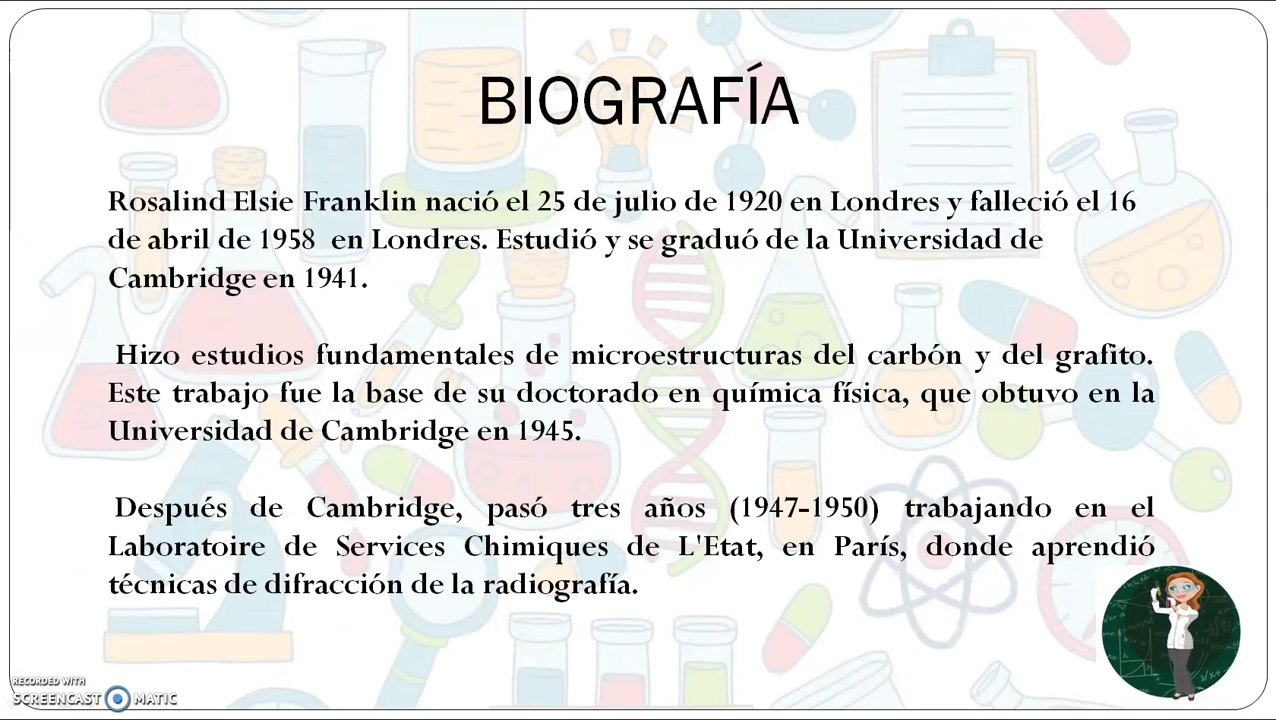 BIOGRAFÍA
Rosalind Elsie Franklin nació el 25 de julio de 1920 en Londres y falleció el 16
de abril de 1958 en Londres. Estudió y se graduó de la Universidad de
Cambridge en 1941.
Hizo estudios fundamentales de microestructuras del carbón y del grafito.
Este trabajo fue la base de su doctorado en química física, que obtuvo en la
Universidad de Cambridge en 1945.
Después de Cambridge, pasó tres años (1947-1950) trabajando en el
Laboratoire de Services Chimiques de L'Etat, en París, donde aprendió
técnicas de difracción de la radiografía.
RECORDED WITH
SCREENCAST MATIC